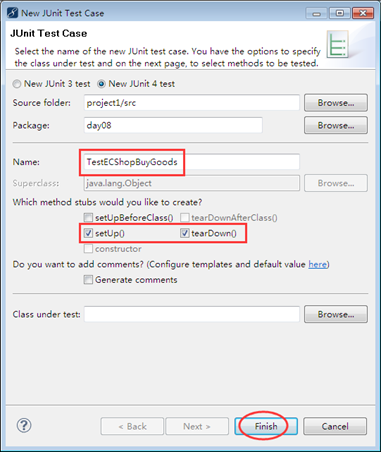 New JUnit Test Case
JUnit Test Case
Select the name of the new JUnit test case. You have the options to specify
the class under test and on the next page, to select methods to be tested.
New JUnit 3 test New JUnit 4 test
Source folder: project1/src Browse...
Package: day08 Browse...
Name: TestECShopBuyGoods
Superclass: java.lang.Object Browse...
Which method stubs would you like to create?
setUpBeforeClass() tearDownAfterClass()
setUp() tearDown()
constructor
Do you want to add comments? (Configure templates and default value here)
Generate comments
Class under test: Browse...
? < Back Next > Finish Cancel